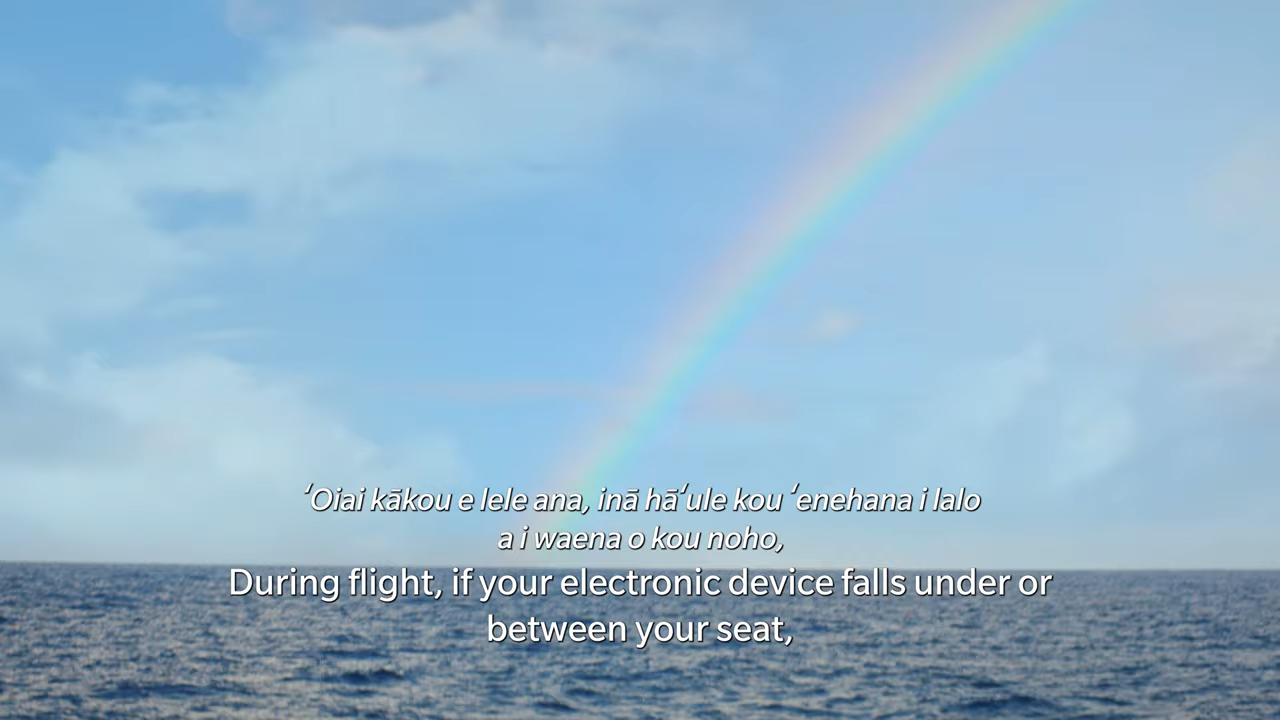 ʻOiai kākou e lele ana, inā hāʻule kou ʻenehana i lalo
a i waena o kou noho,
During flight, if your electronic device falls under or
between your seat,